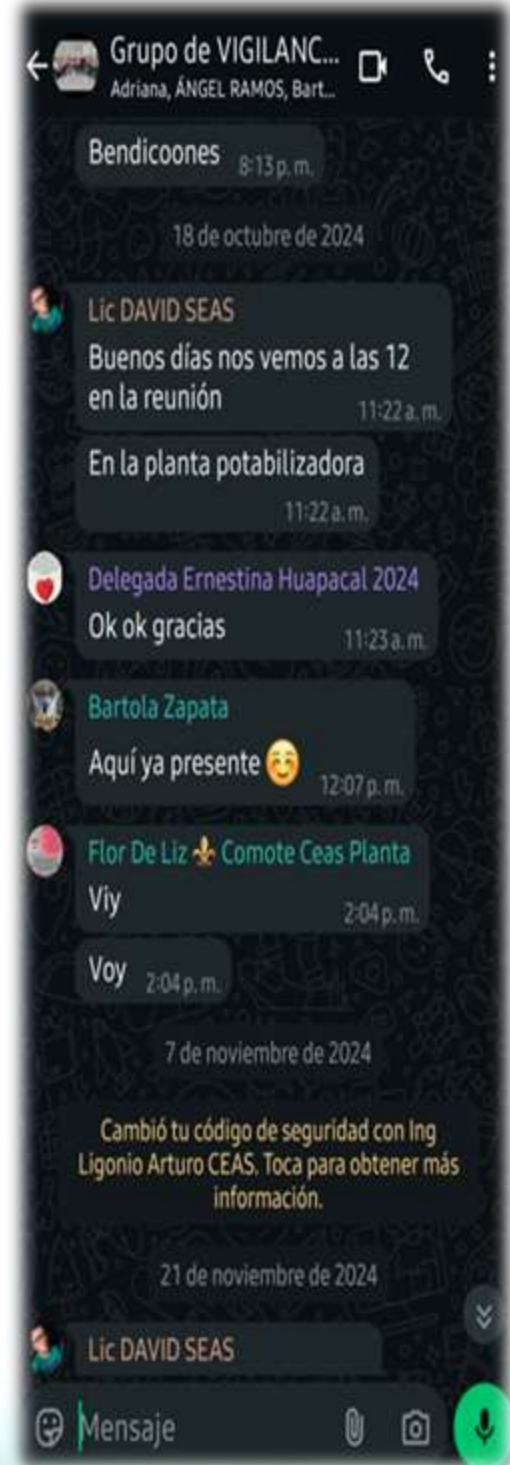 Grupo de VIGILANC...
Adriana, ÁNGEL RAMOS, Bart...
Bendicoones 8:13 p. m.
18 de octubre de 2024
Lic DAVID SEAS
Buenos días nos vemos a las 12
en la reunión 11:22 a. m.
En la planta potabilizadora
11:22 a. m.
Delegada Ernestina Huapacal 2024
Ok ok gracias 11:23 a. m.
Bartola Zapata
Aquí ya presente ☺️ 12:07 p. m.
Flor De Liz ⚜️ Comote Ceas Planta
Viy 2:04 p. m.
Voy 2:04 p. m.
7 de noviembre de 2024
Cambió tu código de seguridad con Ing
Ligonio Arturo CEAS. Toca para obtener más
información.
21 de noviembre de 2024
Lic DAVID SEAS
Mensaje